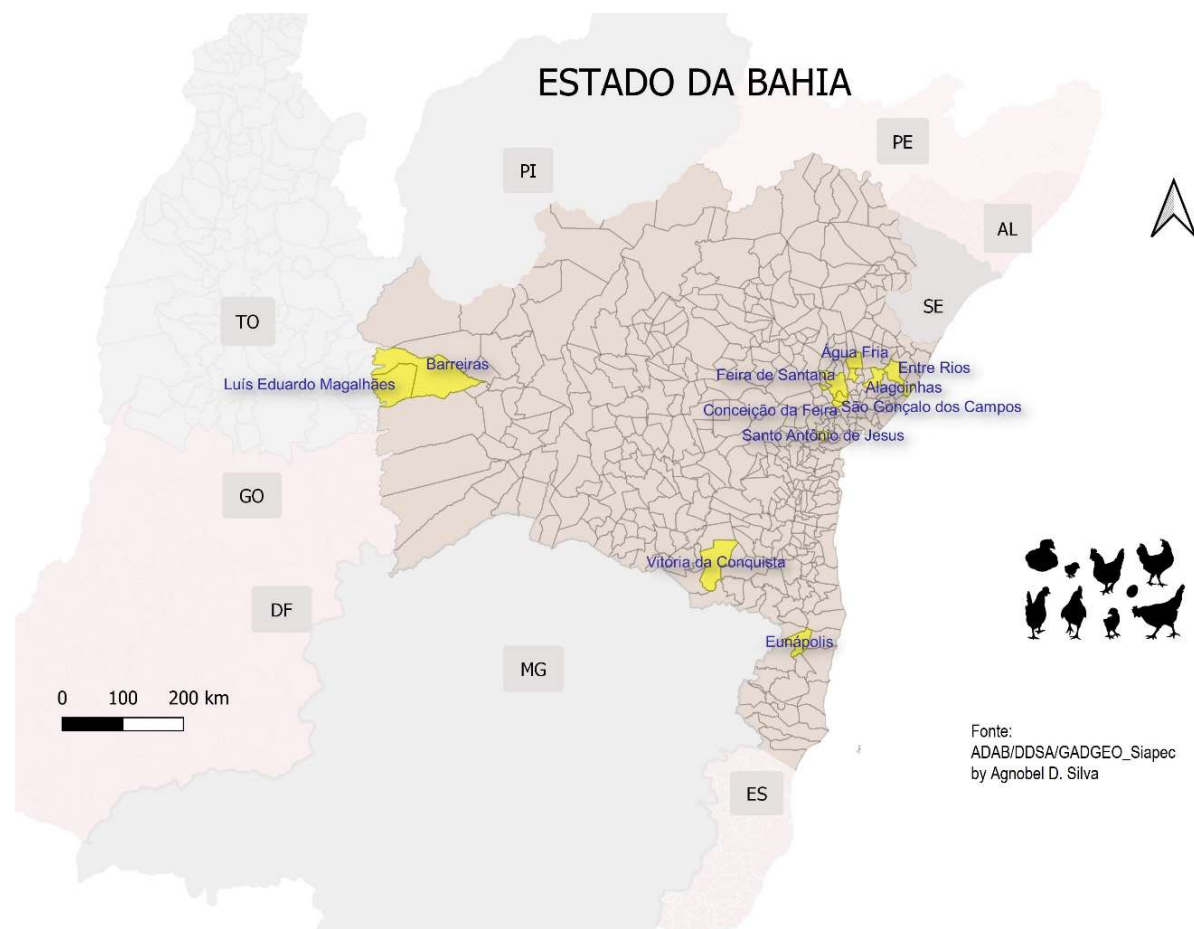 ESTADO DA BAHIA
PE
PI
AL
SE
TO
Água Fria
Barreiras
Entre Rios
Luís Eduardo Magalhães
Feira de Santana
Alagoinhas
Conceição da Feira
São Gonçalo dos Campos
Santo Antônio de Jesus
GO
Vitória da Conquista
DF
Eunápolis
MG
0 100 200 km
Fonte:
ADAB/DDSA/GADGEO_Siapec
by Agnobel D. Silva
ES